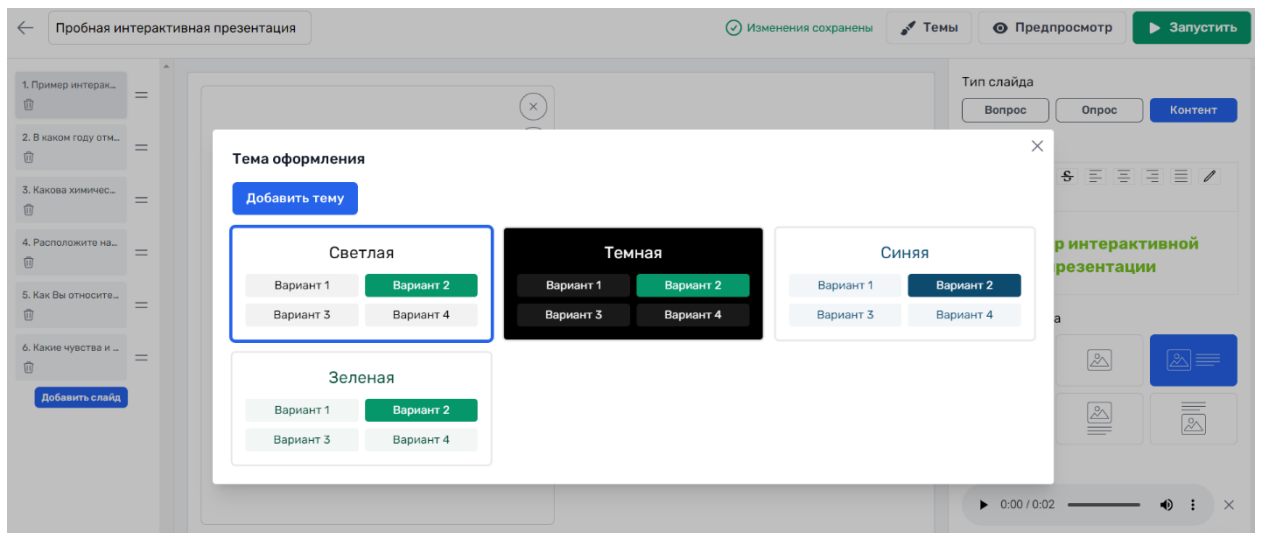 Пробная интерактивная презентация
Изменения сохранены
Темы
Предпросмотр
Запустить
1. Пример интерак...
2. В каком году отм...
3. Какова химичес...
4. Расположите на...
5. Как Вы относите...
6. Какие чувства и ...
Добавить слайд
Тема оформления
Добавить тему
Светлая
Вариант 1 Вариант 2
Вариант 3 Вариант 4
Темная
Вариант 1 Вариант 2
Вариант 3 Вариант 4
Синяя
Вариант 1 Вариант 2
Вариант 3 Вариант 4
Зеленая
Вариант 1 Вариант 2
Вариант 3 Вариант 4
Тип слайда
Вопрос Опрос Контент
S
интерактивной
0:00 / 0:02